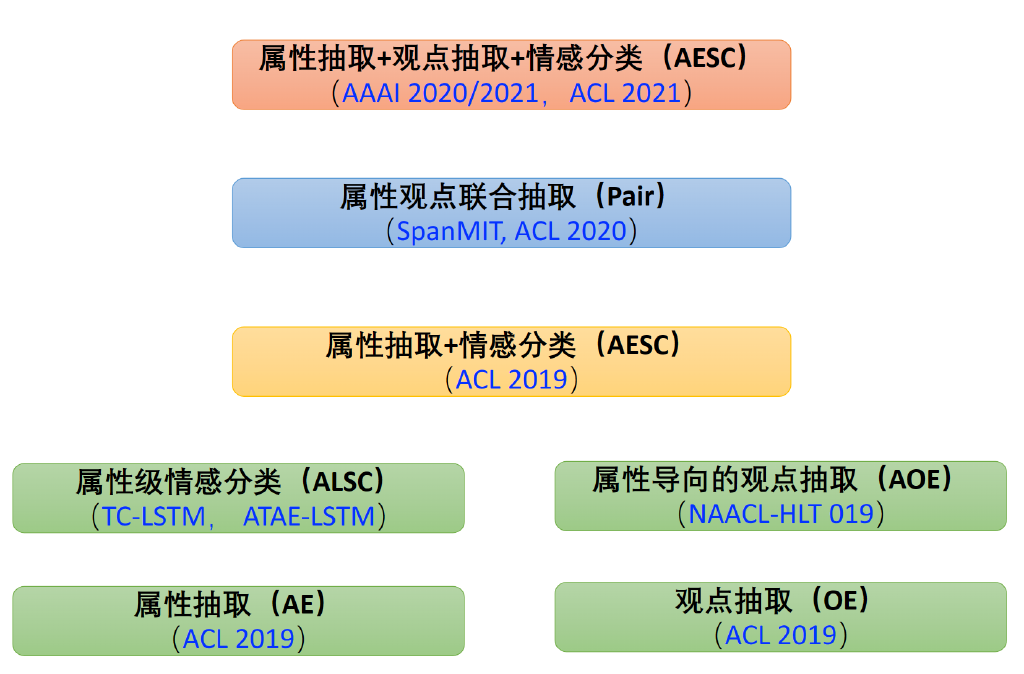 属性抽取+观点抽取+情感分类（AESC）
（AAAI 2020/2021， ACL 2021）
属性观点联合抽取（Pair）
（SpanMIT, ACL 2020）
属性抽取+情感分类（AESC）
（ACL 2019）
属性级情感分类（ALSC）
（TC-LSTM， ATAE-LSTM）
属性导向的观点抽取（AOE）
（NAACL-HLT 019）
属性抽取（AE）
（ACL 2019）
观点抽取（OE）
（ACL 2019）